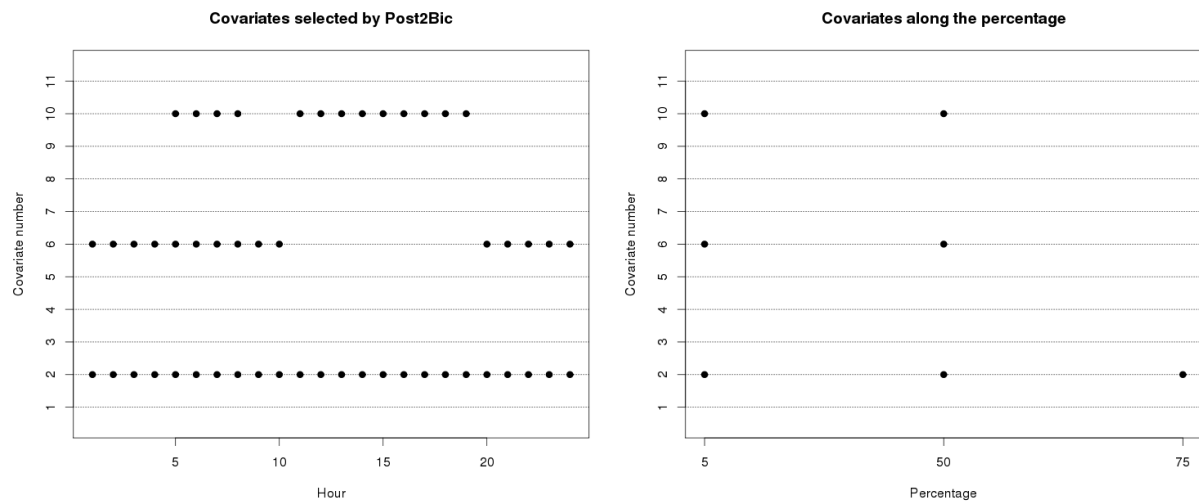 Covariates selected by Post2Bic
Covariate number
11
10
9
8
7
6
5
4
3
2
1
5 10 15 20
Hour
Covariates along the percentage
Covariate number
11
10
9
8
7
6
5
4
3
2
1
5 50 75
Percentage